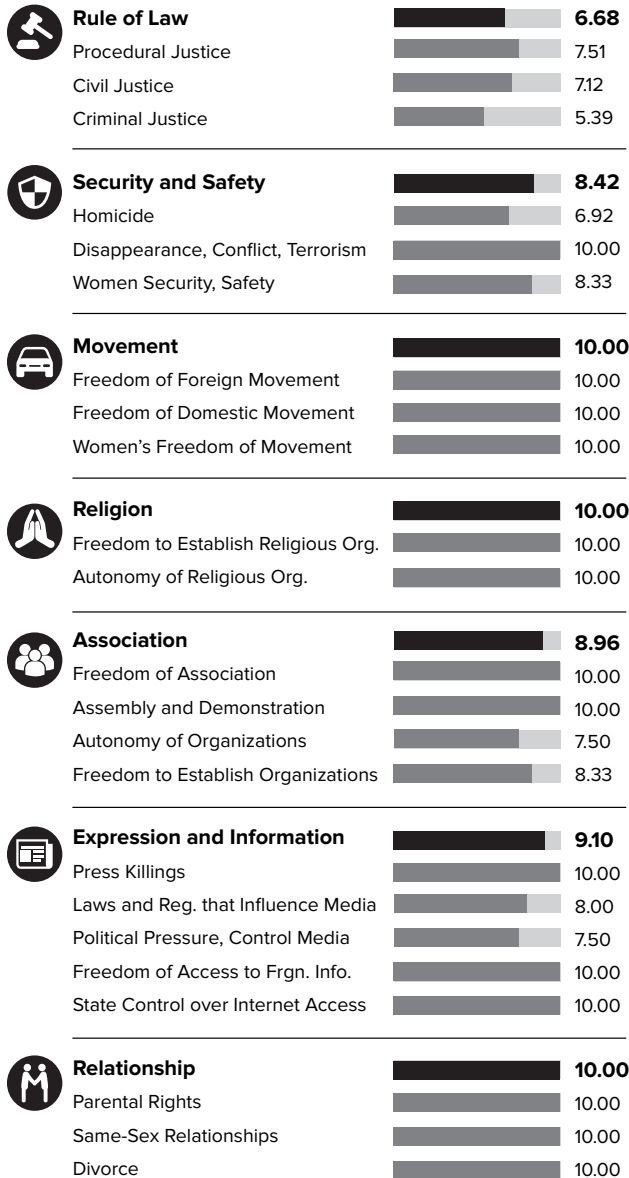 Rule of Law 6.68
Procedural Justice 7.51
Civil Justice 7.12
Criminal Justice 5.39
Security and Safety 8.42
Homicide 6.92
Disappearance, Conflict, Terrorism 10.00
Women Security, Safety 8.33
Movement 10.00
Freedom of Foreign Movement 10.00
Freedom of Domestic Movement 10.00
Women’s Freedom of Movement 10.00
Religion 10.00
Freedom to Establish Religious Org. 10.00
Autonomy of Religious Org. 10.00
Association 8.96
Freedom of Association 10.00
Assembly and Demonstration 10.00
Autonomy of Organizations 7.50
Freedom to Establish Organizations 8.33
Expression and Information 9.10
Press Killings 10.00
Laws and Reg. that Influence Media 8.00
Political Pressure, Control Media 7.50
Freedom of Access to Frgn. Info. 10.00
State Control over Internet Access 10.00
Relationship 10.00
Parental Rights 10.00
Same-Sex Relationships 10.00
Divorce 10.00